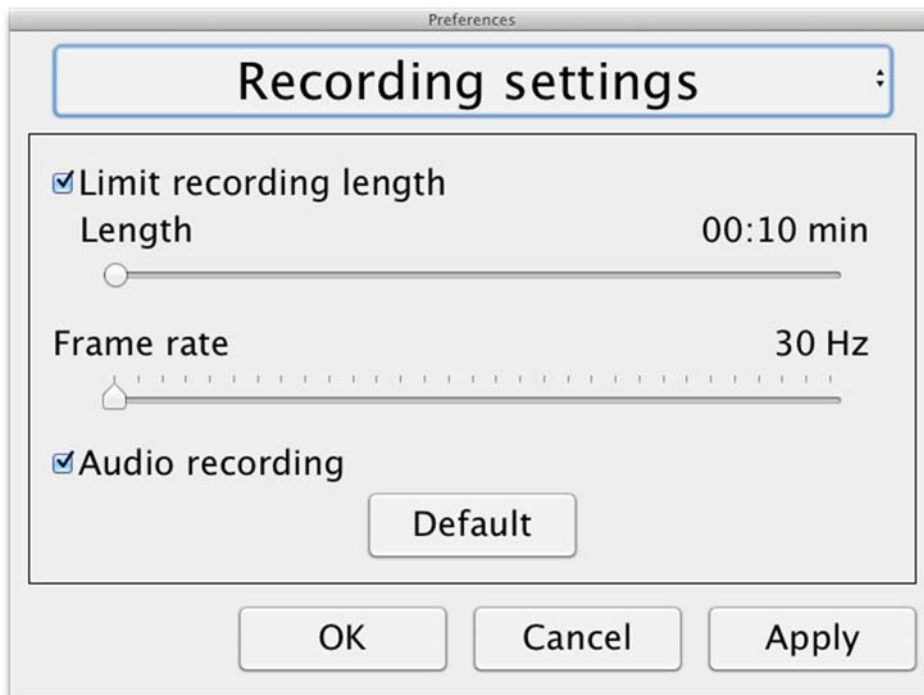 Preferences
Recording settings
Limit recording length
Length 00:10 min
Frame rate 30 Hz
Audio recording
Default
OK Cancel Apply